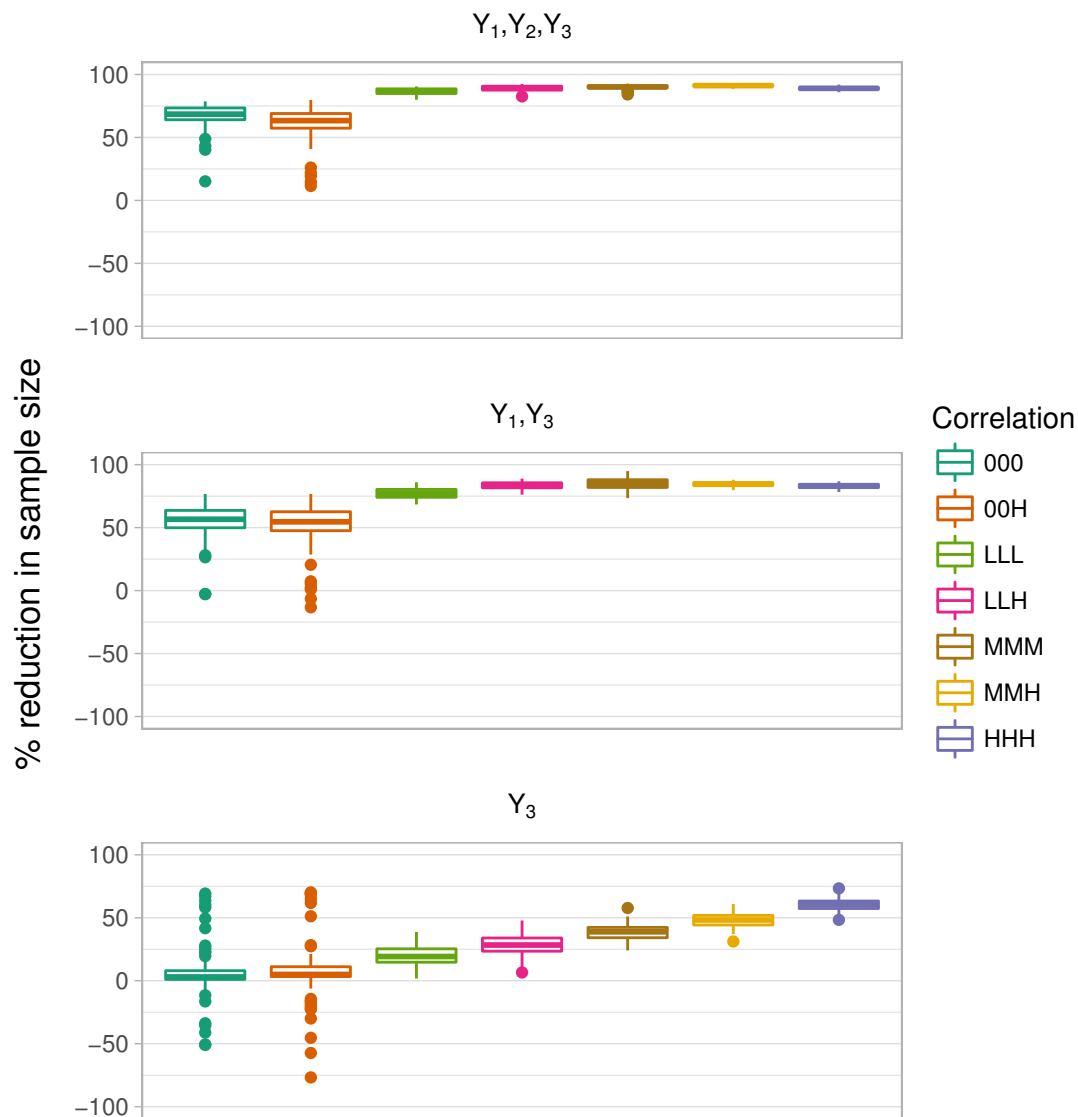 Y₁,Y₂,Y₃
100
50
0
−50
−100
% reduction in sample size
Y₁,Y₃
100
50
0
−50
−100
Correlation
000
00H
LLL
LLH
MMM
MMH
HHH
Y₃
100
50
0
−50
−100